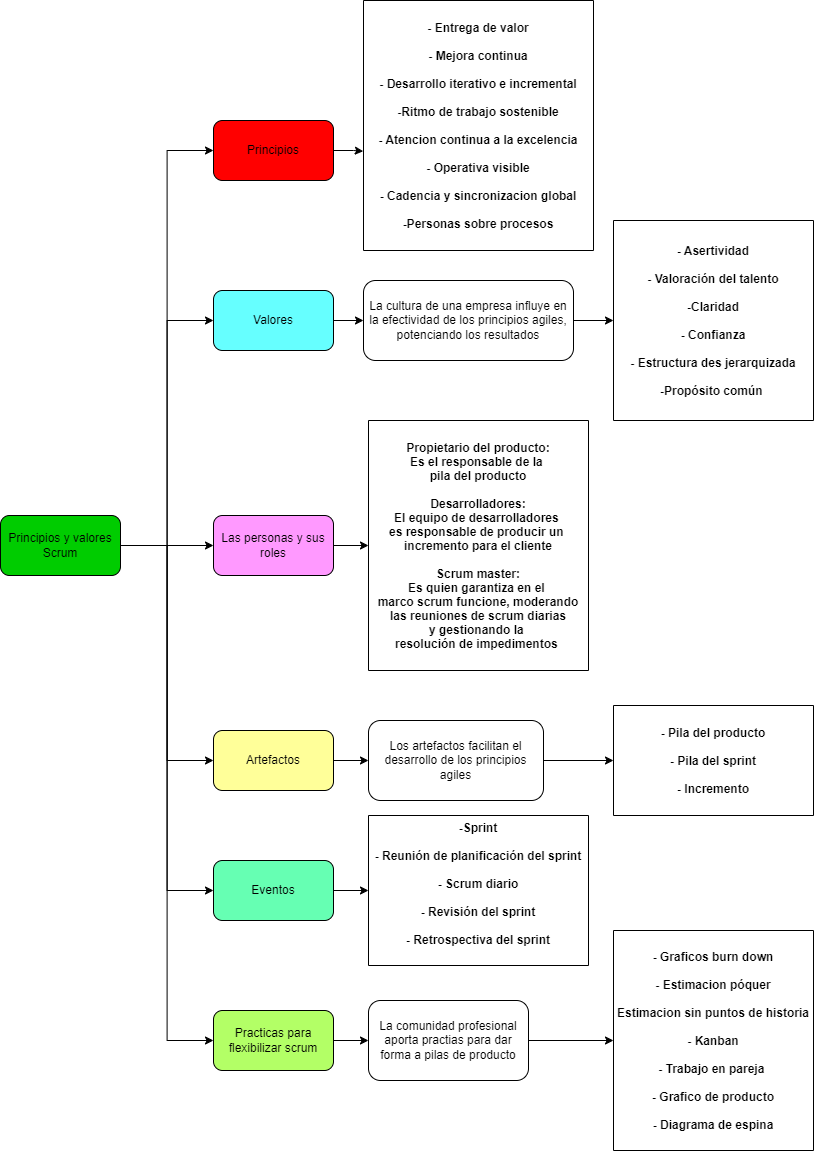 Principios y valores
Scrum
Principios
- Entrega de valor
- Mejora continua
- Desarrollo iterativo e incremental
-Ritmo de trabajo sostenible
- Atencion continua a la excelencia
- Operativa visible
- Cadencia y sincronizacion global
-Personas sobre procesos
Valores
La cultura de una empresa influye en
la efectividad de los principios agiles,
potenciando los resultados
- Asertividad
- Valoración del talento
-Claridad
- Confianza
- Estructura des jerarquizada
-Propósito común
Las personas y sus
roles
Propietario del producto:
Es el responsable de la
pila del producto
Desarrolladores:
El equipo de desarrolladores
es responsable de producir un
incremento para el cliente
Scrum master:
Es quien garantiza en el
marco scrum funcione, moderando
las reuniones de scrum diarias
y gestionando la
resolución de impedimentos
Artefactos
Los artefactos facilitan el
desarrollo de los principios
agiles
- Pila del producto
- Pila del sprint
- Incremento
Eventos
-Sprint
- Reunión de planificación del sprint
- Scrum diario
- Revisión del sprint
- Retrospectiva del sprint
Practicas para
flexibilizar scrum
La comunidad profesional
aporta practias para dar
forma a pilas de producto
- Graficos burn down
- Estimacion póquer
Estimacion sin puntos de historia
- Kanban
- Trabajo en pareja
- Grafico de producto
- Diagrama de espina